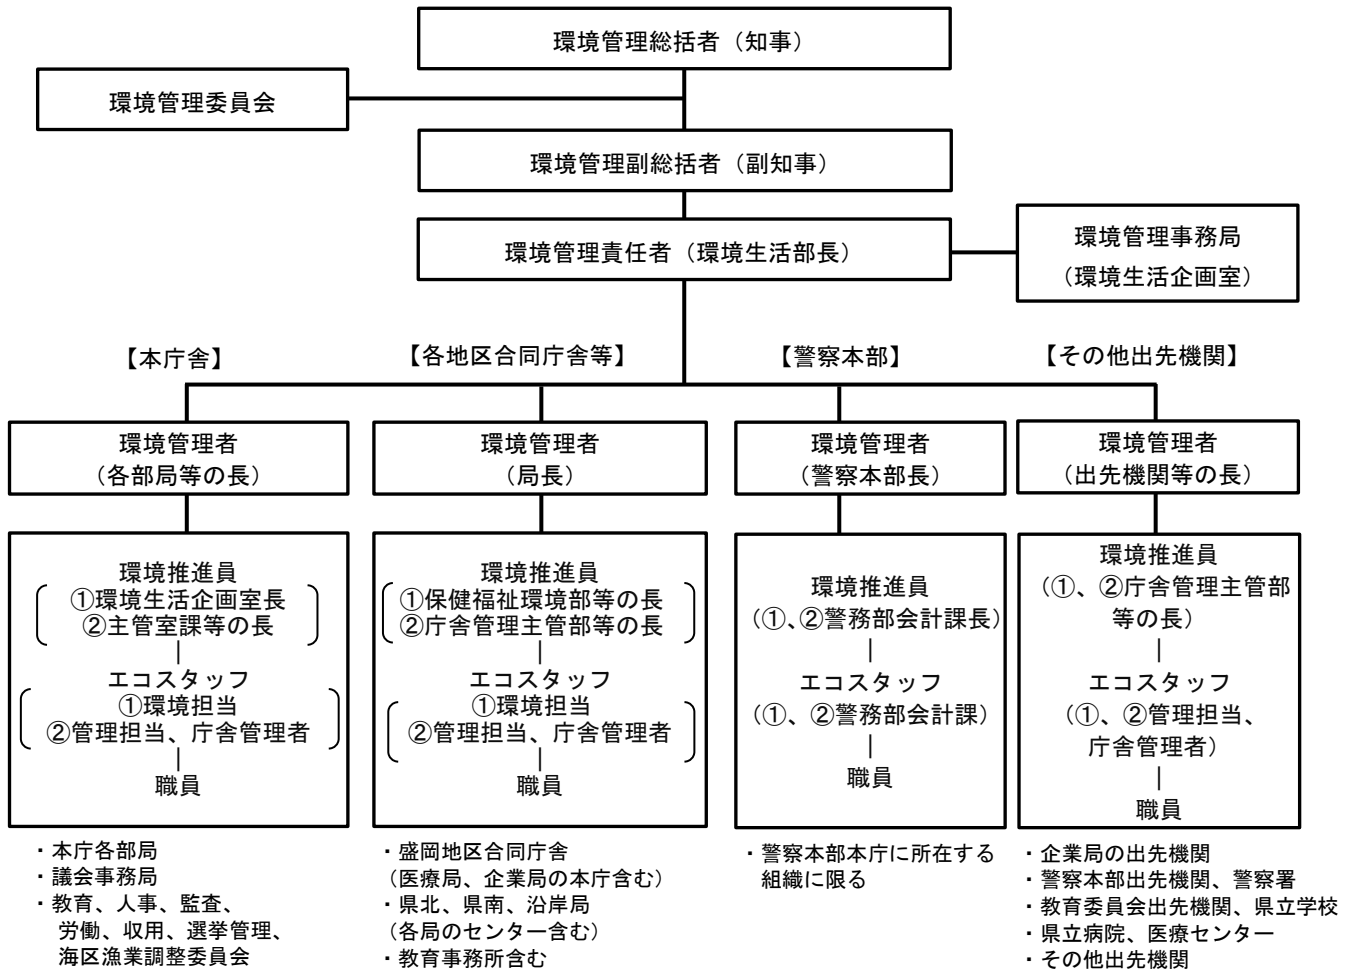 環境管理総括者（知事）
環境管理委員会
環境管理副総括者（副知事）
環境管理責任者（環境生活部長）
環境管理事務局
（環境生活企画室）
【本庁舎】
【各地区合同庁舎等】
【警察本部】
【その他出先機関】
環境管理者
（各部局等の長）
環境管理者
（局長）
環境管理者
（警察本部長）
環境管理者
（出先機関等の長）
環境推進員
①環境生活企画室長
②主管室課等の長
エコスタッフ
①環境担当
②管理担当、庁舎管理者
職員
環境推進員
①保健福祉環境部等の長
②庁舎管理主管部等の長
エコスタッフ
①環境担当
②管理担当、庁舎管理者
職員
環境推進員
（①、②警務部会計課長）
エコスタッフ
（①、②警務部会計課）
職員
環境推進員
（①、②庁舎管理主管部
等の長）
エコスタッフ
（①、②管理担当、
庁舎管理者）
職員
・本庁各部局
・議会事務局
・教育、人事、監査、
労働、収用、選挙管理、
海区漁業調整委員会
・盛岡地区合同庁舎
（医療局、企業局の本庁含む）
・県北、県南、沿岸局
（各局のセンター含む）
・教育事務所含む
・警察本部本庁に所在する
組織に限る
・企業局の出先機関
・警察本部出先機関、警察署
・教育委員会出先機関、県立学校
・県立病院、医療センター
・その他出先機関